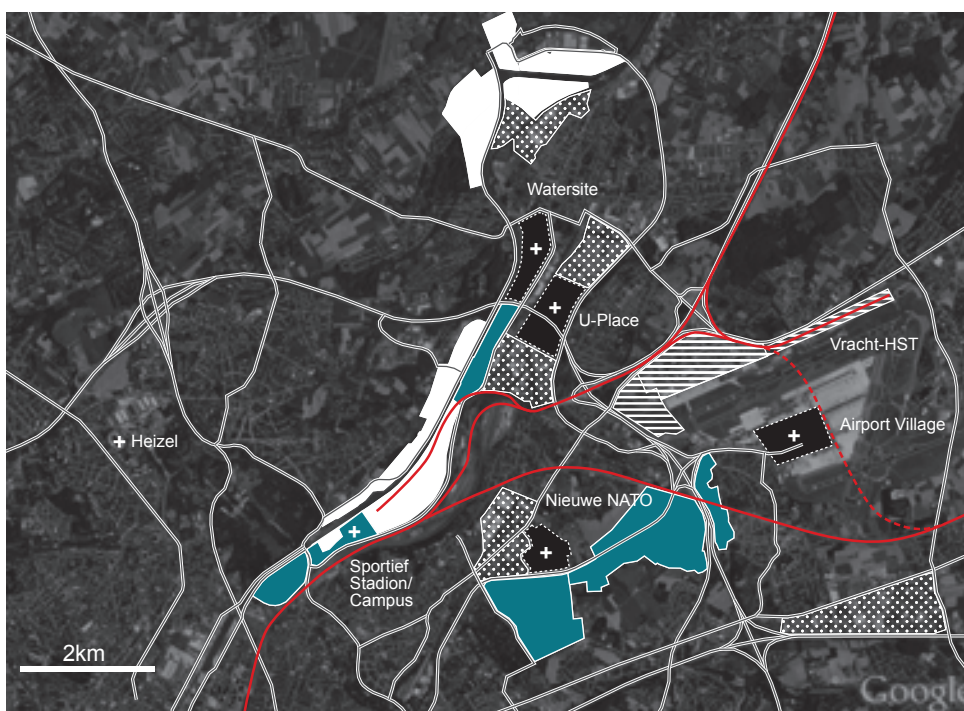 Watersite
U-Place
Vracht-HST
Airport Village
Heizel
Nieuwe NATO
Sportief
Stadion/
Campus
2km
Google